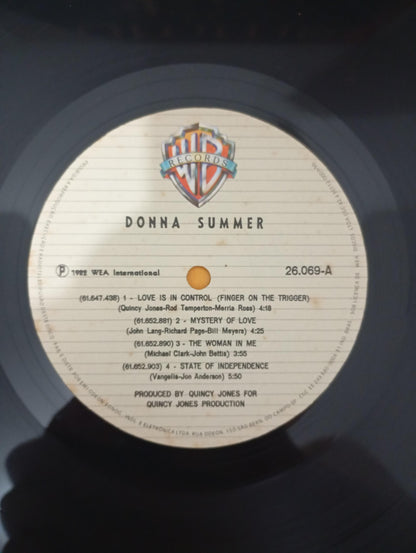 WB
RECORDS
DONNA SUMMER
Ⓟ 1982 WEA International
26.069-A
(61.647.438) 1 - LOVE IS IN CONTROL (FINGER ON THE TRIGGER)
(Quincy Jones-Rod Temperton-Merria Ross) 4:18
(61.652.881) 2 - MYSTERY OF LOVE
(John Lang-Richard Page-Bill Meyers) 4:25
(61.652.890) 3 - THE WOMAN IN ME
(Michael Clark-John Bettis) 3:55
(61.652.903) 4 - STATE OF INDEPENDENCE
(Vangelis-Jon Anderson) 5:50
PRODUCED BY QUINCY JONES FOR
QUINCY JONES PRODUCTION